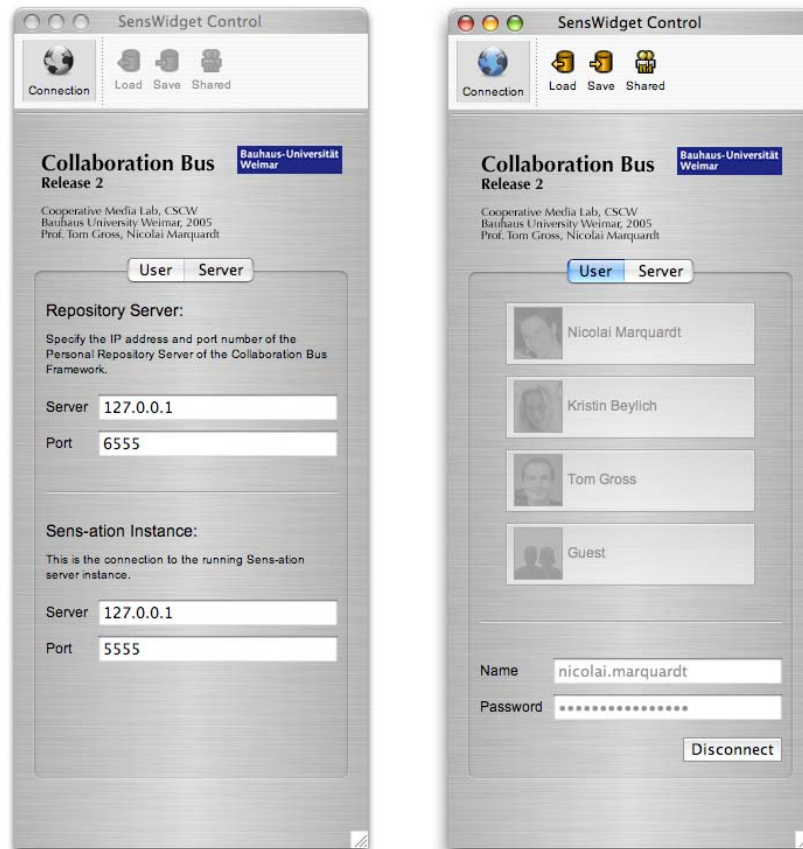 SensWidget Control
Connection
Load Save Shared
Collaboration Bus
Release 2
Bauhaus-Universität
Weimar
Cooperative Media Lab, CSCW
Bauhaus University Weimar, 2005
Prof. Tom Gross, Nicolai Marquardt
User Server
Repository Server:
Specify the IP address and port number of the
Personal Repository Server of the Collaboration Bus
Framework.
Server 127.0.0.1
Port 6555
Sens-ation Instance:
This is the connection to the running Sens-ation
server instance.
Server 127.0.0.1
Port 5555
SensWidget Control
Connection
Load Save Shared
Collaboration Bus
Release 2
Bauhaus-Universität
Weimar
Cooperative Media Lab, CSCW
Bauhaus University Weimar, 2005
Prof. Tom Gross, Nicolai Marquardt
User Server
Nicolai Marquardt
Kristin Beylich
Tom Gross
Guest
Name nicolai.marquardt
Password ••••••••••••••••
Disconnect